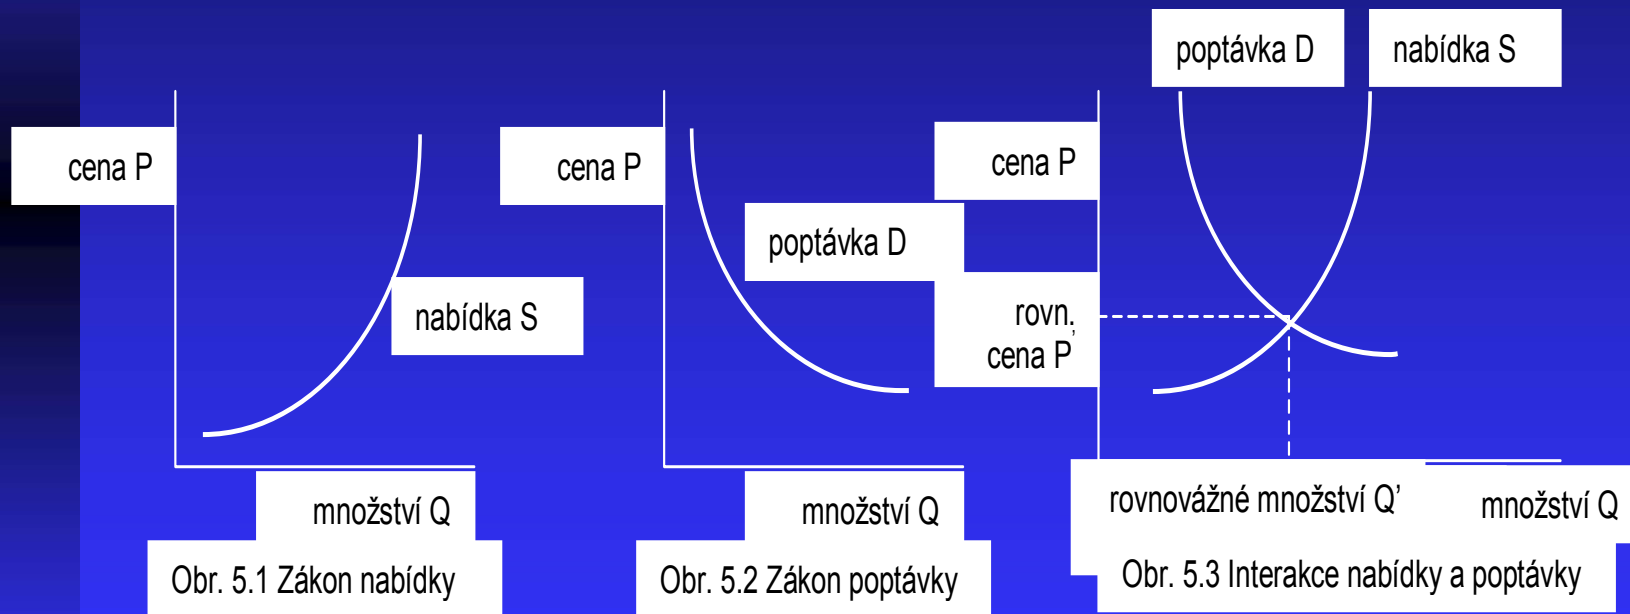 cena P
nabídka S
množství Q
Obr. 5.1 Zákon nabídky
cena P
poptávka D
množství Q
Obr. 5.2 Zákon poptávky
poptávka D
nabídka S
cena P
rovn.
cena P’
rovnovážné množství Q’
množství Q
Obr. 5.3 Interakce nabídky a poptávky